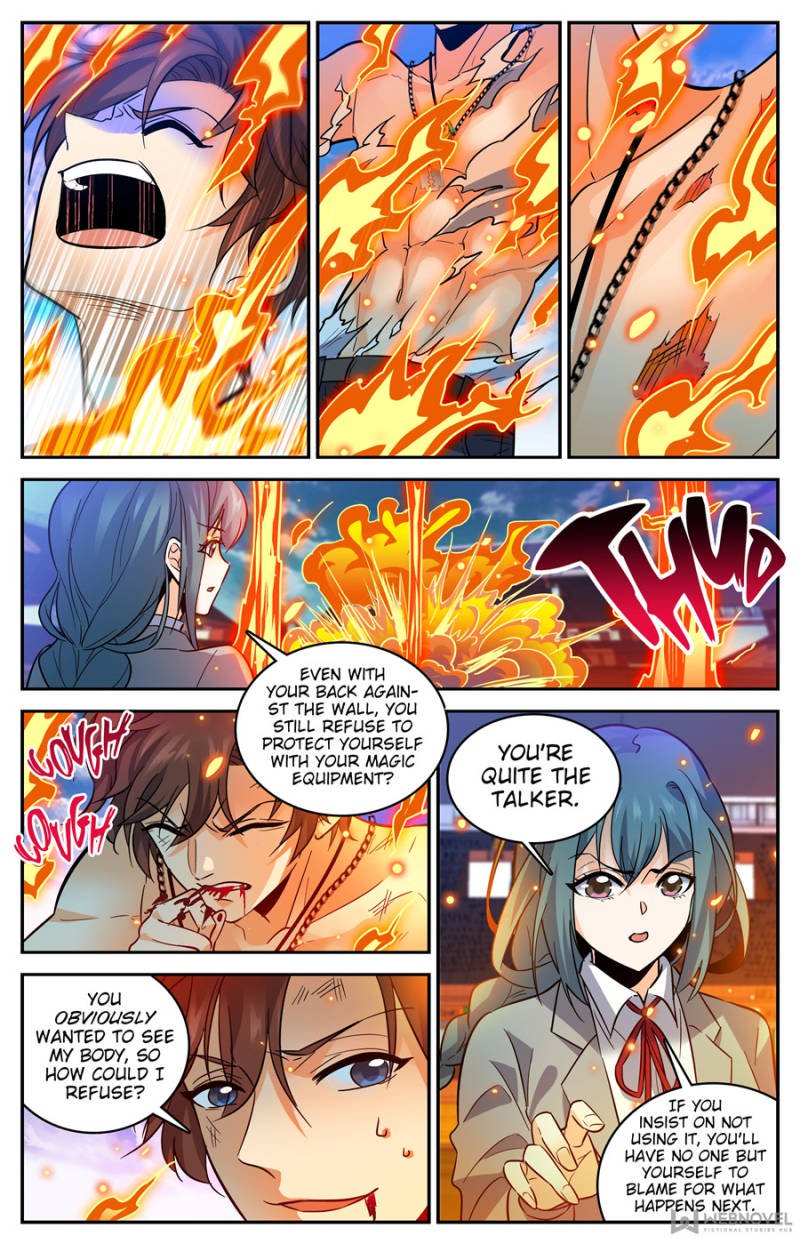 THUD
EVEN WITH
YOUR BACK AGAIN-
ST THE WALL, YOU
STILL REFUSE TO
PROTECT YOURSELF
WITH YOUR MAGIC
EQUIPMENT?
COUGH
COUGH
YOU'RE
QUITE THE
TALKER.
YOU
OBVIOUSLY
WANTED TO SEE
MY BODY, SO
HOW COULD I
REFUSE?
IF YOU
INSIST ON NOT
USING IT, YOU'LL
HAVE NO ONE BUT
YOURSELF TO
BLAME FOR WHAT
HAPPENS NEXT.
WEBNOVEL
FICTIONAL STORIES HUB